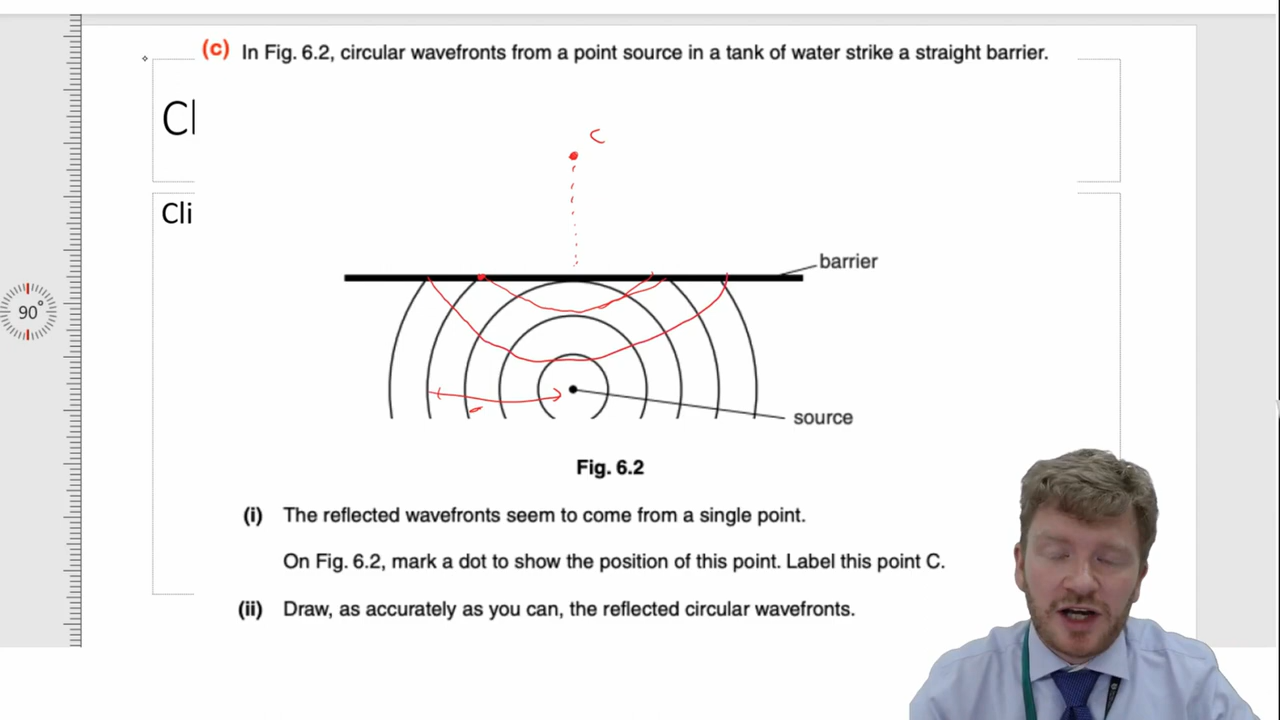 (c) In Fig. 6.2, circular wavefronts from a point source in a tank of water strike a straight barrier.
Cl
C
Cli
barrier
90°
source
Fig. 6.2
(i) The reflected wavefronts seem to come from a single point.
On Fig. 6.2, mark a dot to show the position of this point. Label this point C.
(ii) Draw, as accurately as you can, the reflected circular wavefronts.